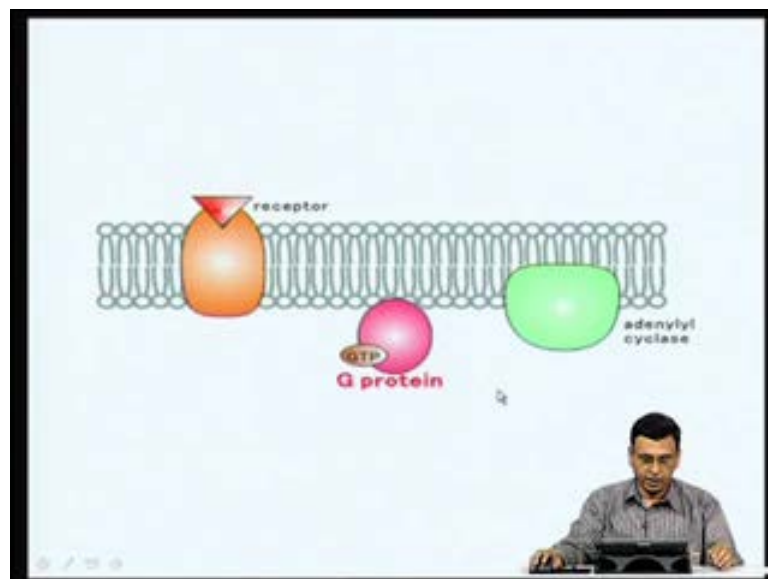 receptor
GTP
G protein
adenylyl
cyclase